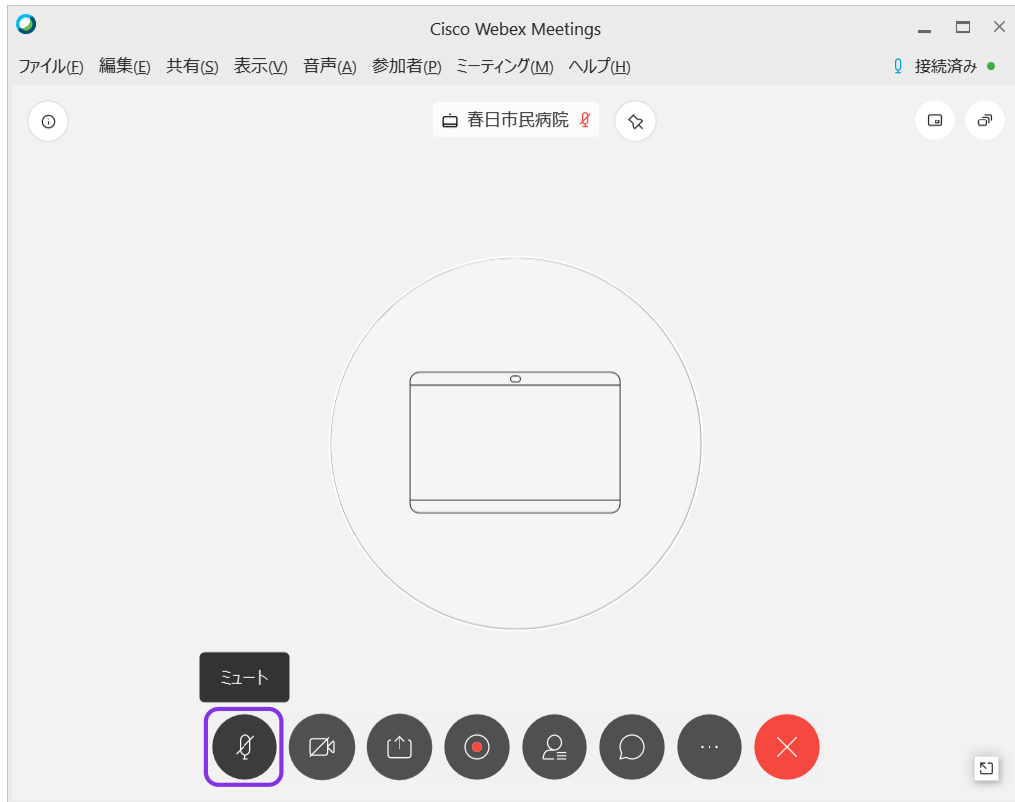 Cisco Webex Meetings
ファイル(F) 編集(E) 共有(S) 表示(V) 音声(A) 参加者(P) ミーティング(M) ヘルプ(H) 接続済み
春日市民病院
ミュート